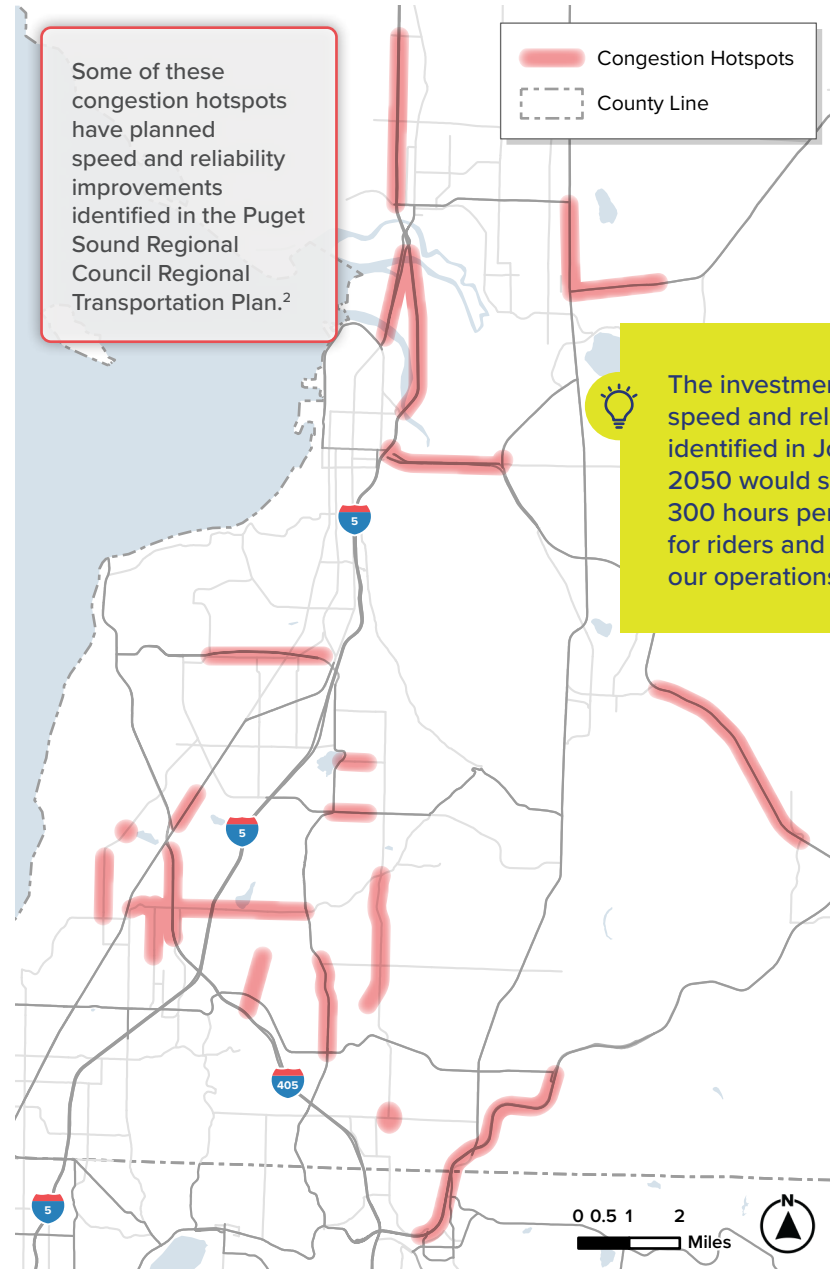 Some of these
congestion hotspots
have planned
speed and reliability
improvements
identified in the Puget
Sound Regional
Council Regional
Transportation Plan.²
Congestion Hotspots
County Line
The investmen
speed and rel
identified in Jo
2050 would s
300 hours per
for riders and
our operations
5
5
405
5
0 0.5 1 2
Miles
N